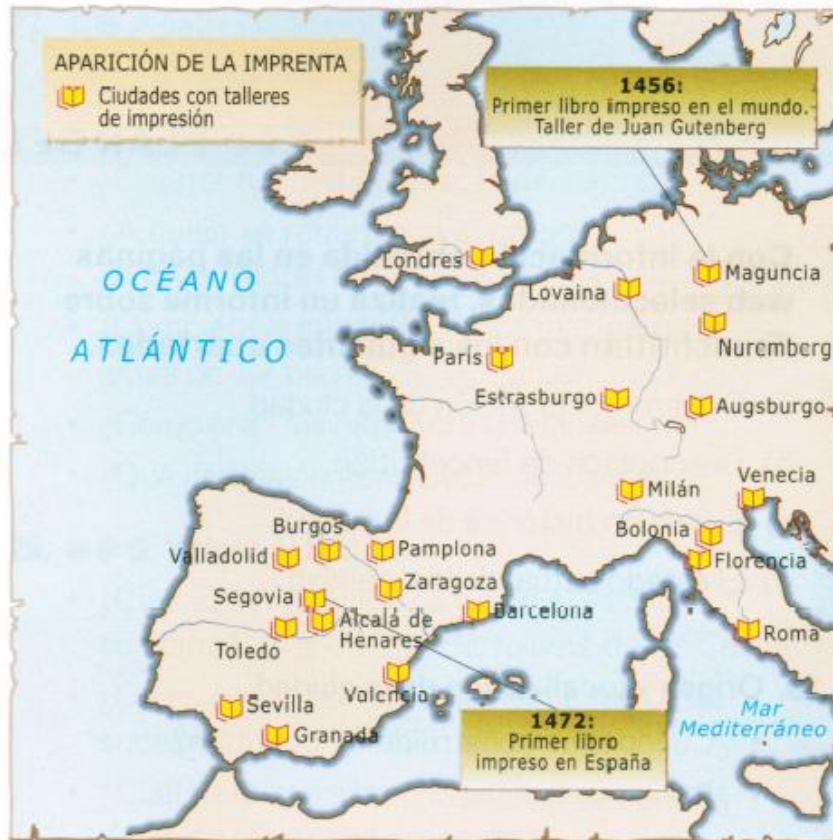 APARICIÓN DE LA IMPRENTA
Ciudades con talleres
de impresión
1456:
Primer libro impreso en el mundo.
Taller de Juan Gutenberg
OCÉANO
ATLÁNTICO
Londres
Lovaina
Maguncia
Nuremberg
París
Estrasburgo
Augsburgo
Milán
Venecia
Bolonia
Florencia
Roma
Burgos
Pamplona
Valladolid
Zaragoza
Segovia
Barcelona
Alcalá de
Henares
Toledo
Valencia
Sevilla
Granada
1472:
Primer libro
impreso en España
Mar
Mediterráneo